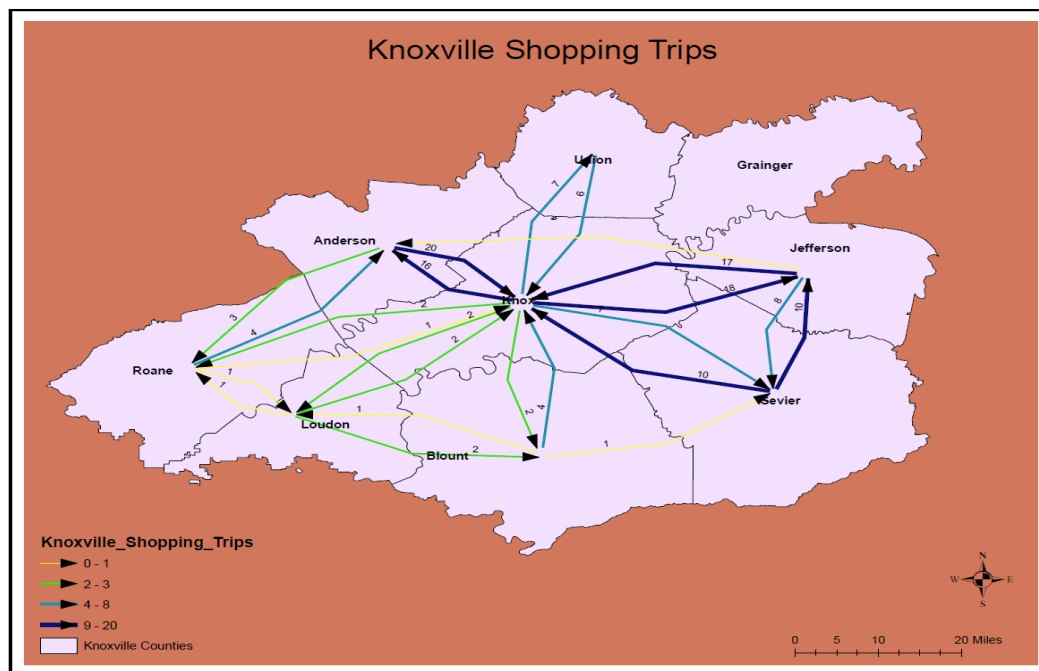 Knoxville Shopping Trips
Union
Grainger
7
6
Anderson
1
Jefferson
20
16
17
18
Knox
2
3
4
8
10
1
2
2
Roane
1
1
10
Sevier
1
2
4
Loudon
Blount
2
1
Knoxville_Shopping_Trips
0 - 1
2 - 3
4 - 8
9 - 20
Knoxville Counties
N
W
E
S
0
5
10
20 Miles